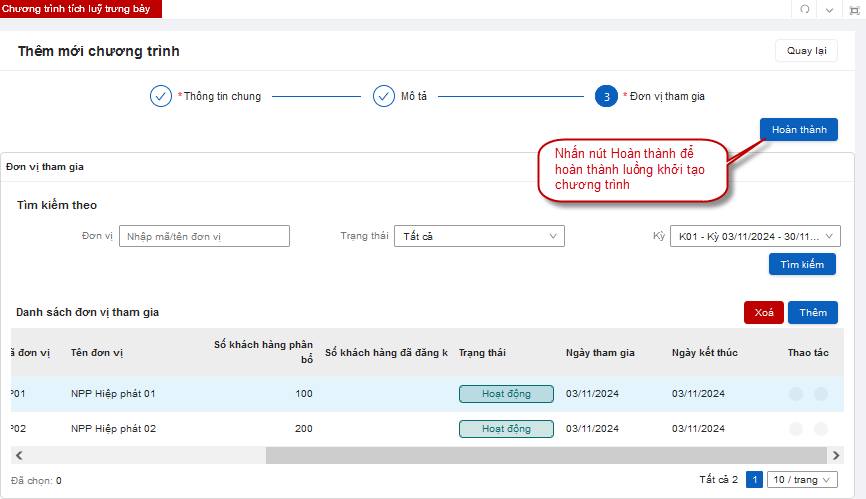 Chương trình tích luỹ trưng bày
Thêm mới chương trình
Quay lại
* Thông tin chung
Mô tả
3 * Đơn vị tham gia
Hoàn thành
Nhấn nút Hoàn thành để
hoàn thành luồng khởi tạo
chương trình
Đơn vị tham gia
Tìm kiếm theo
Đơn vị Nhập mã/tên đơn vị Trạng thái Tất cả Kỳ K01 - Kỳ 03/11/2024 - 30/11...
Tìm kiếm
Danh sách đơn vị tham gia Xoá Thêm
đơn vị Tên đơn vị Số khách hàng phân
bổ Số khách hàng đã đăng k Trạng thái Ngày tham gia Ngày kết thúc Thao tác
P01 NPP Hiệp phát 01 100 Hoạt động 03/11/2024 03/11/2024
P02 NPP Hiệp phát 02 200 Hoạt động 03/11/2024 03/11/2024
Đã chọn: 0 Tất cả 2 1 10 / trang